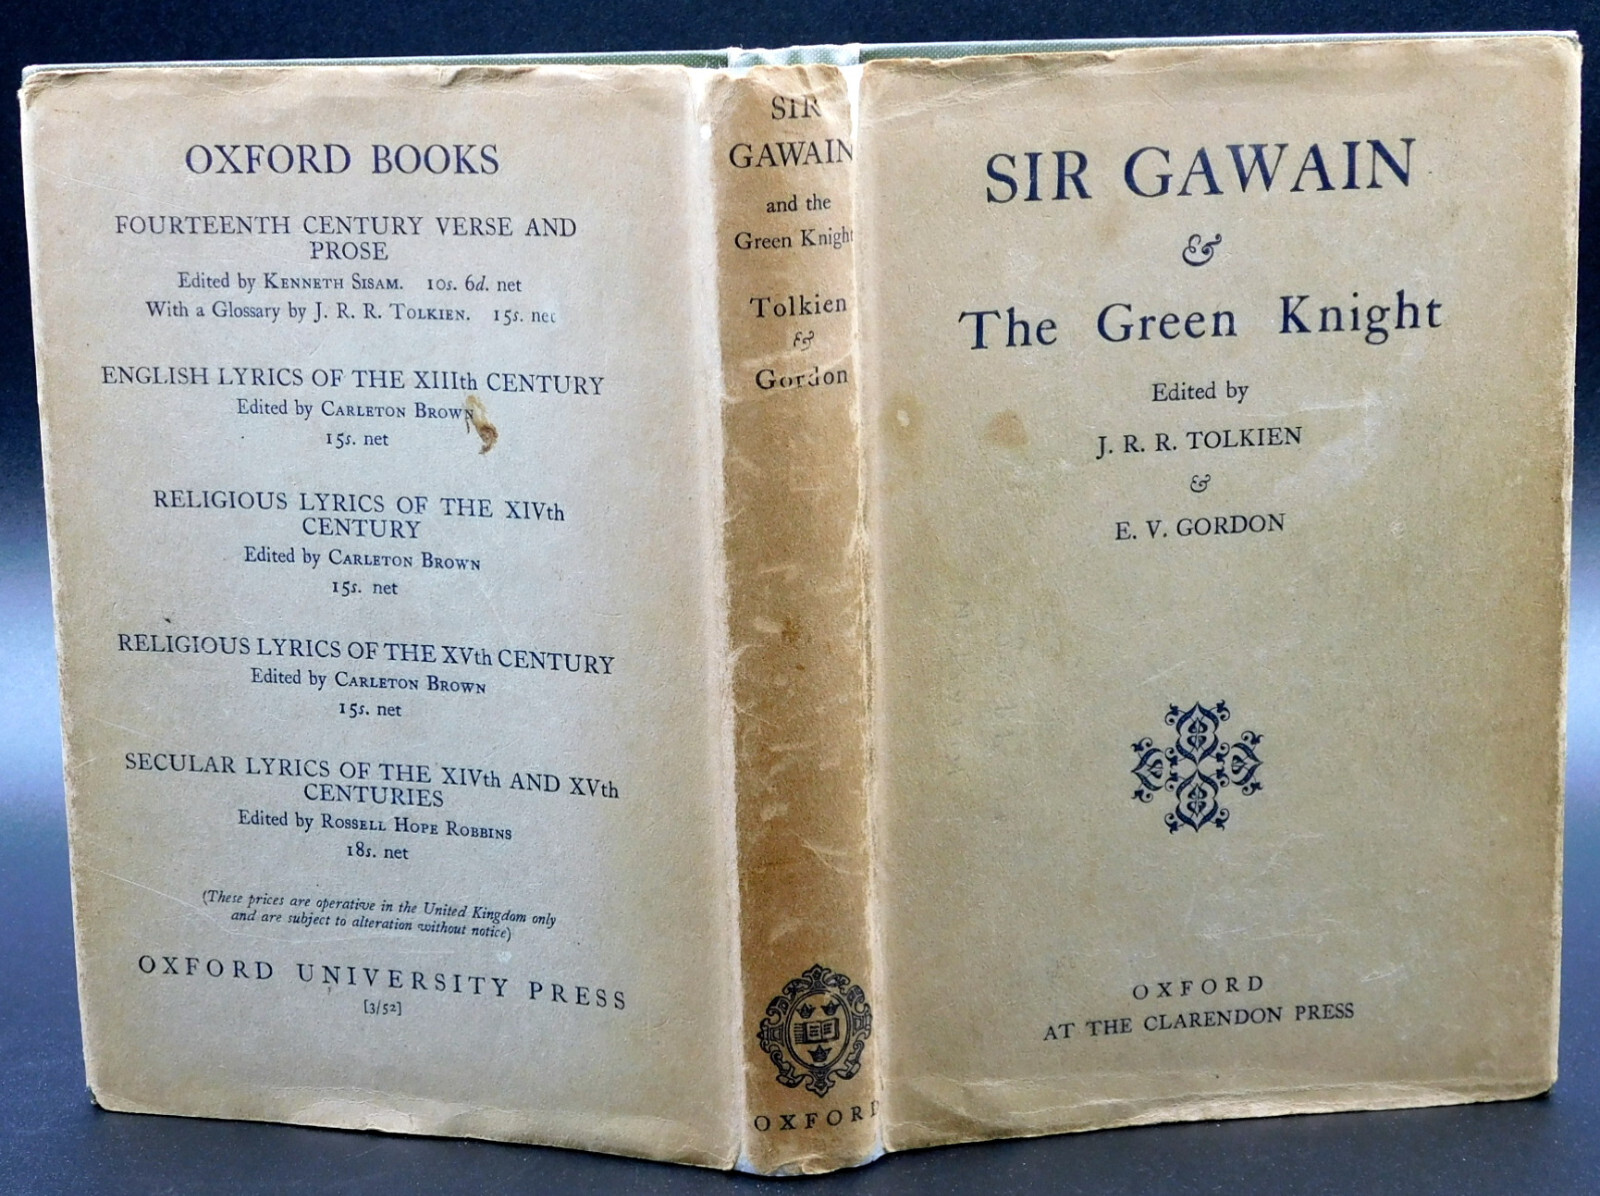 OXFORD BOOKS
FOURTEENTH CENTURY VERSE AND
PROSE
Edited by KENNETH SISAM. 10s. 6d. net
With a Glossary by J. R. R. TOLKIEN. 15s. net
ENGLISH LYRICS OF THE XIIIth CENTURY
Edited by CARLETON BROWN
15s. net
RELIGIOUS LYRICS OF THE XIVth
CENTURY
Edited by CARLETON BROWN
15s. net
RELIGIOUS LYRICS OF THE XVth CENTURY
Edited by CARLETON BROWN
15s. net
SECULAR LYRICS OF THE XIVth AND XVth
CENTURIES
Edited by ROSSELL HOPE ROBBINS
18s. net
(These prices are operative in the United Kingdom only
and are subject to alteration without notice)
OXFORD UNIVERSITY PRESS
[3/52]
SIR
GAWAIN
and the
Green Knight
Tolkien
&
Gordon
OXFORD
SIR GAWAIN
&
The Green Knight
Edited by
J. R. R. TOLKIEN
&
E. V. GORDON
OXFORD
AT THE CLARENDON PRESS